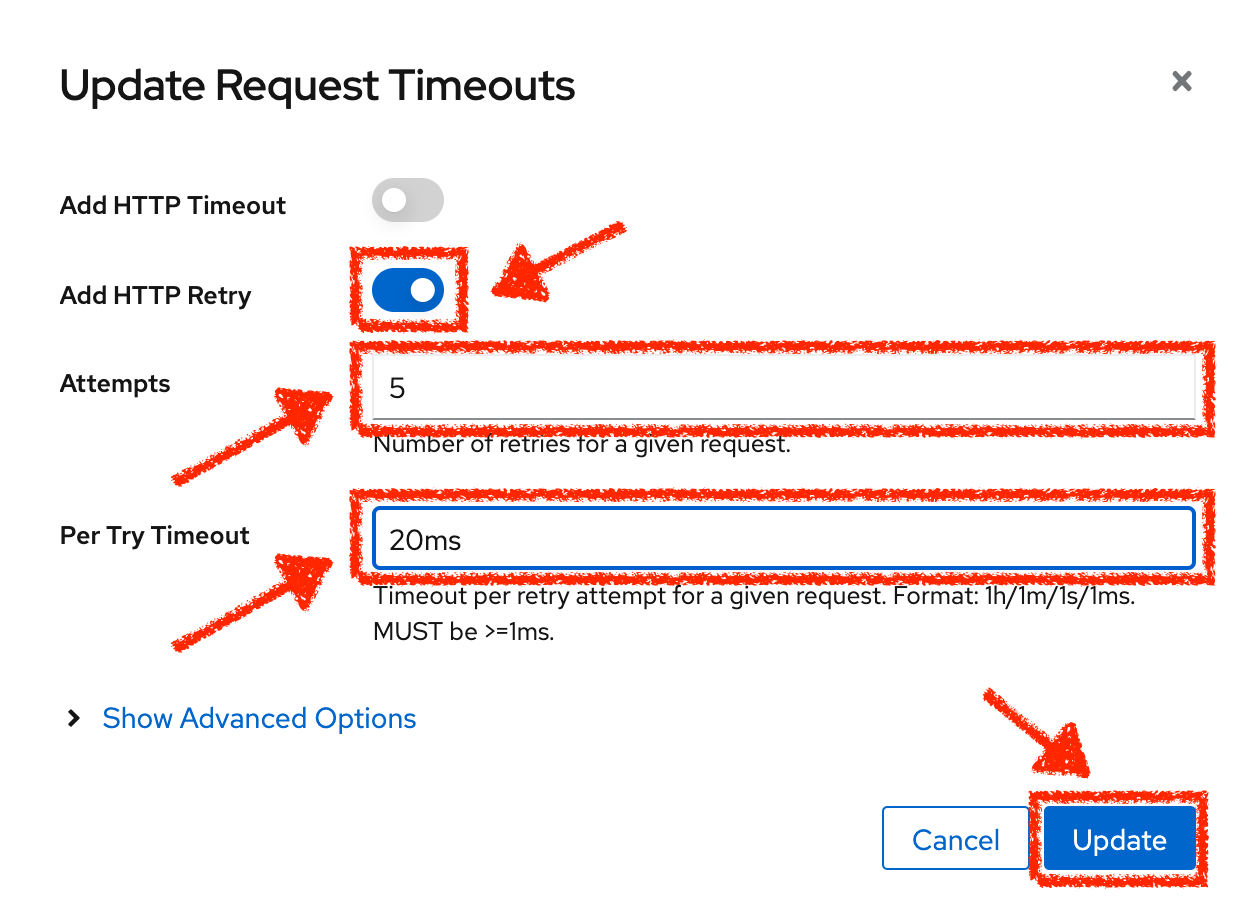 Update Request Timeouts
Add HTTP Timeout
Add HTTP Retry
Attempts
5
Number of retries for a given request.
Per Try Timeout
20ms
Timeout per retry attempt for a given request. Format: 1h/1m/1s/1ms.
MUST be >=1ms.
Show Advanced Options
Cancel
Update